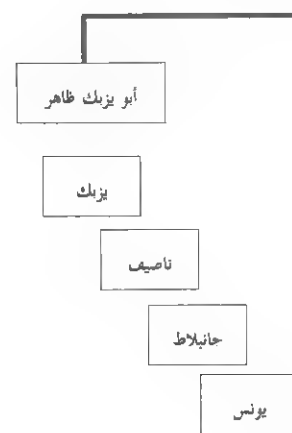 أبو يزبك ظاهر
يزبك
ناصيف
جانبلاط
يونس